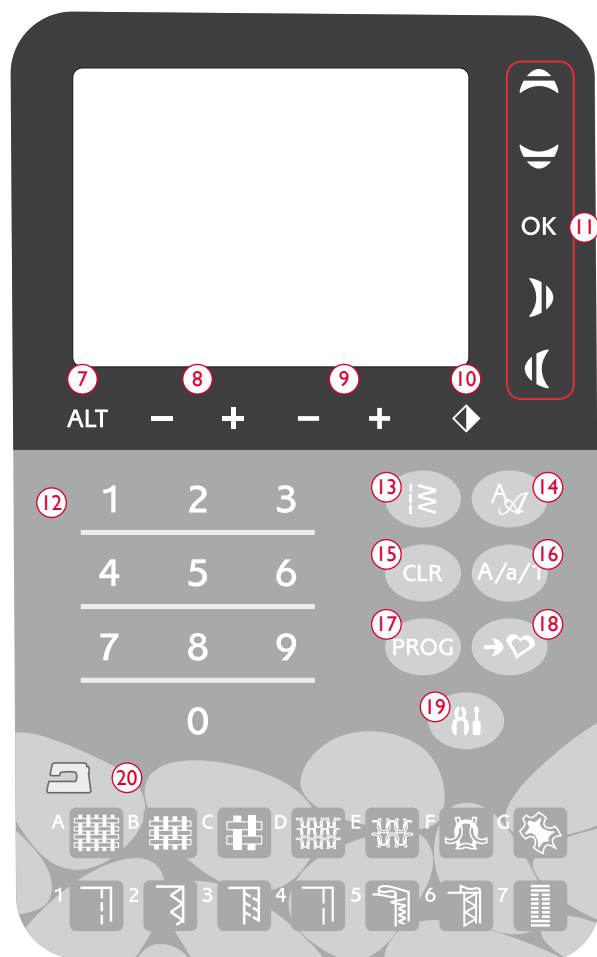 OK 11
7 8 9 10
ALT − + − +
12 1 2 3 13 14
A
15 16
4 5 6 CLR A/a/1
17 18
7 8 9 PROG
19
0
20
A B C D E F G
1 2 3 4 5 6 7